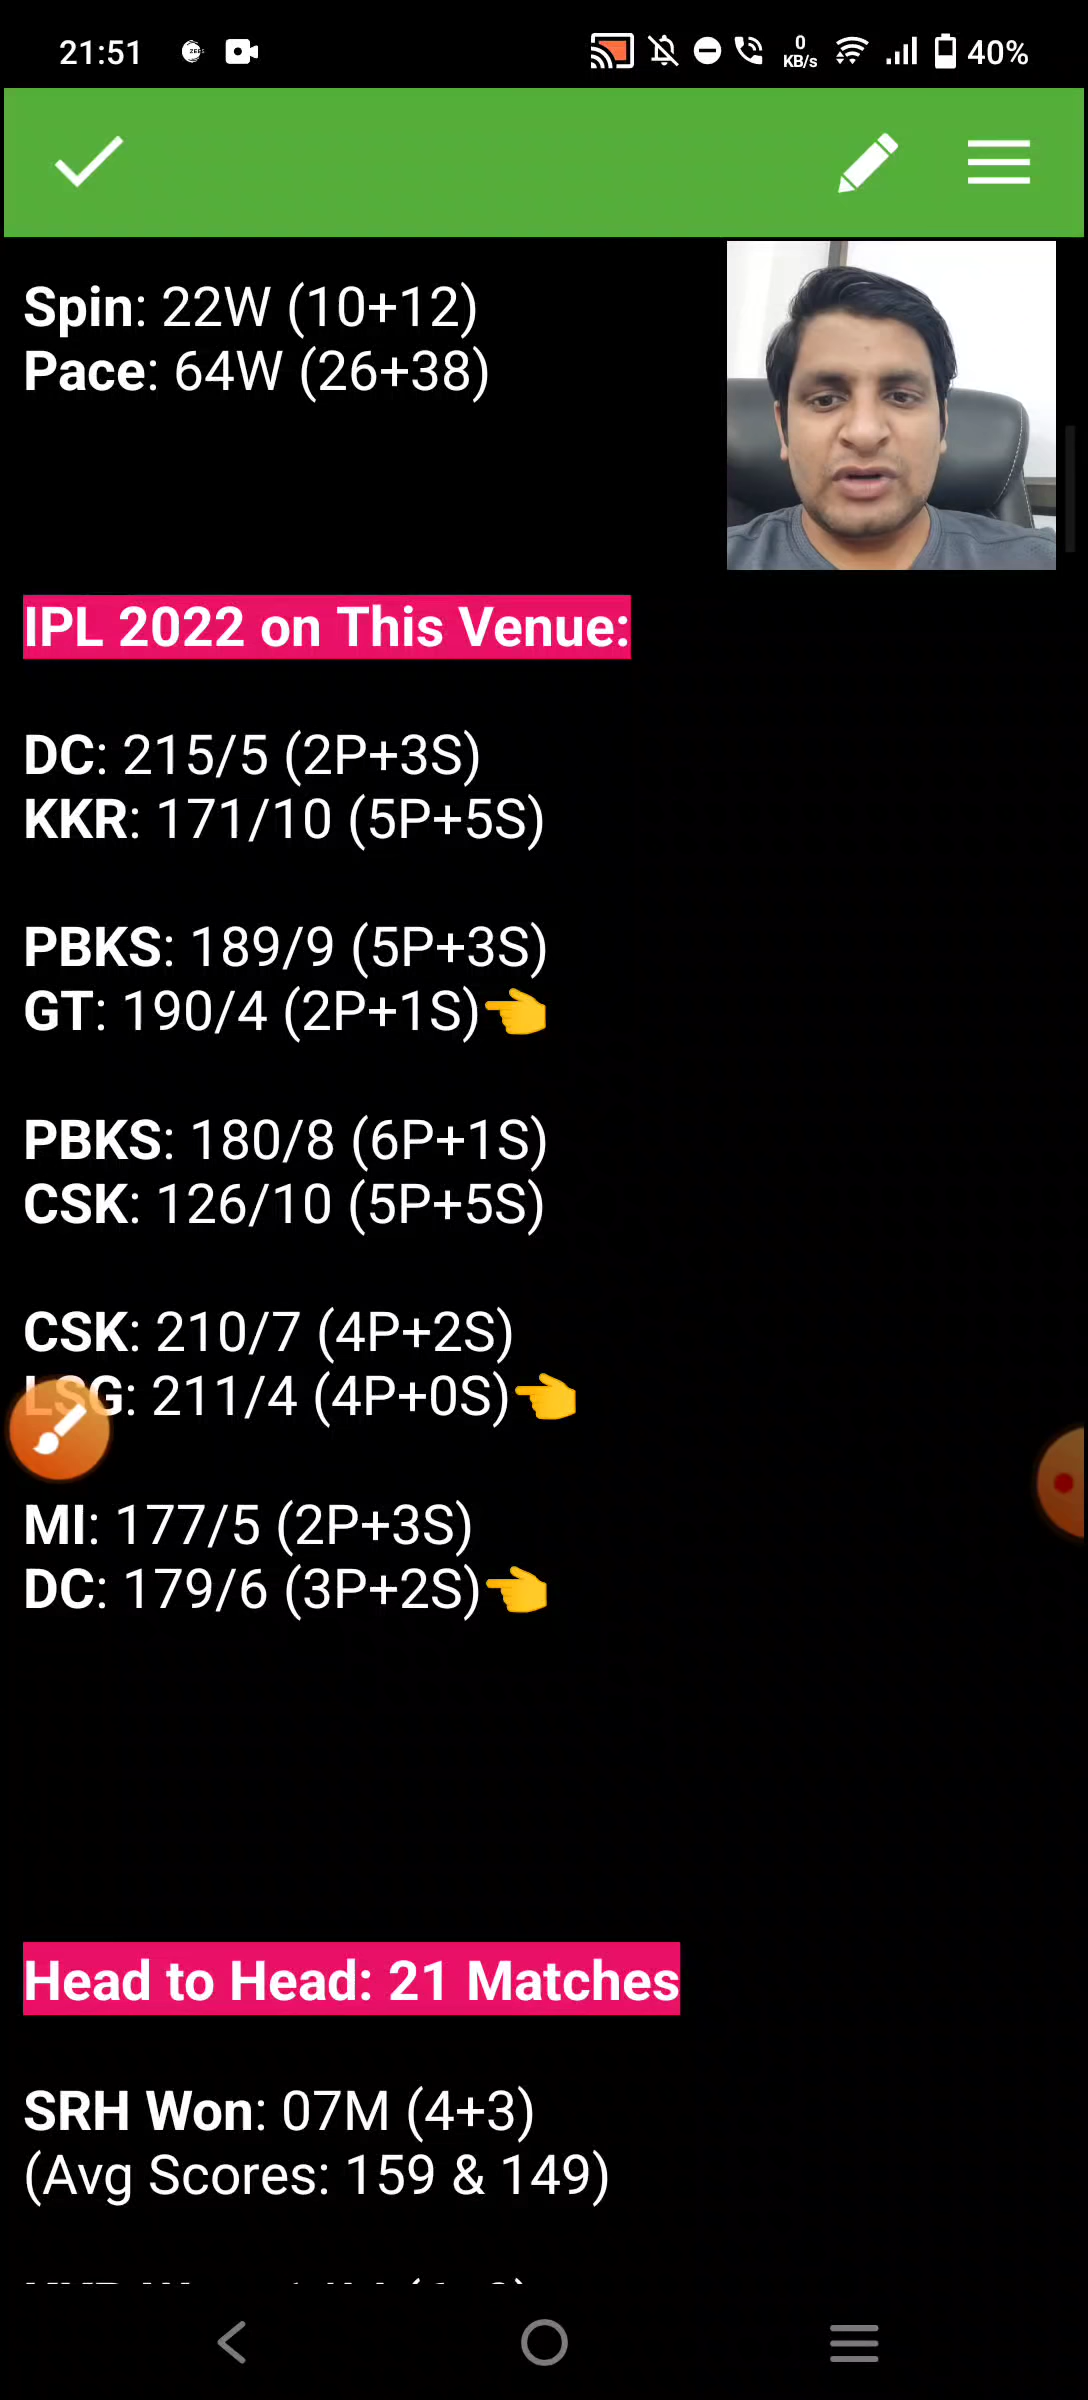 21:51
0
KB/s
40%
Spin: 22W (10+12)
Pace: 64W (26+38)
IPL 2022 on This Venue:
DC: 215/5 (2P+3S)
KKR: 171/10 (5P+5S)
PBKS: 189/9 (5P+3S)
GT: 190/4 (2P+1S)👈
PBKS: 180/8 (6P+1S)
CSK: 126/10 (5P+5S)
CSK: 210/7 (4P+2S)
LSG: 211/4 (4P+0S)👈
MI: 177/5 (2P+3S)
DC: 179/6 (3P+2S)👈
Head to Head: 21 Matches
SRH Won: 07M (4+3)
(Avg Scores: 159 & 149)